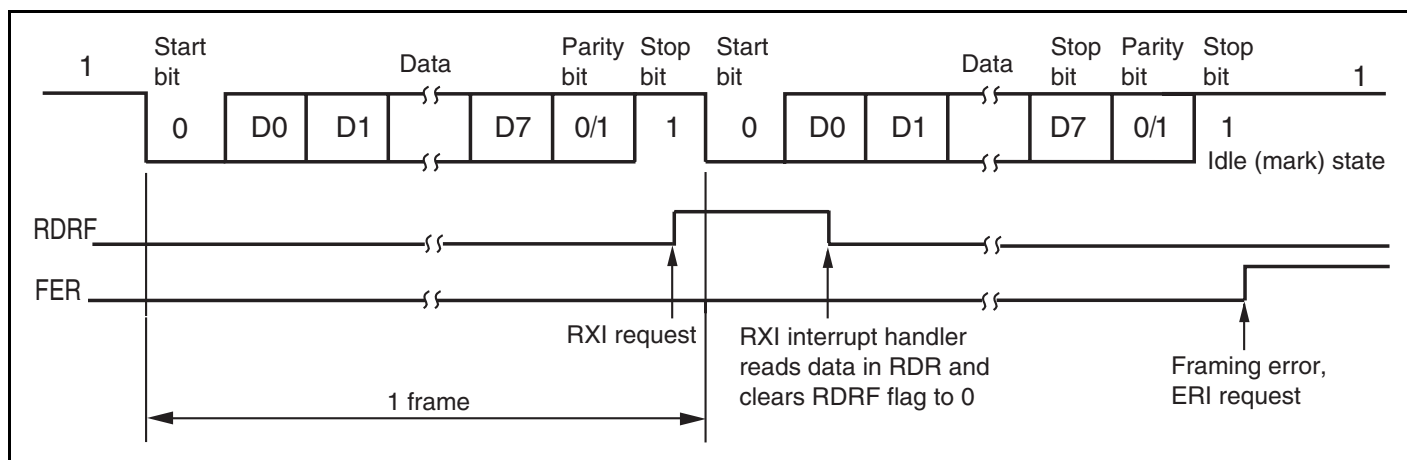 Start bit
Data
Parity bit
Stop bit
Start bit
Data
Stop bit
Parity bit
Stop bit
1
1
0
D0
D1
D7
0/1
1
0
D0
D1
D7
0/1
1
Idle (mark) state
RDRF
FER
RXI request
RXI interrupt handler
reads data in RDR and
clears RDRF flag to 0
Framing error,
ERI request
1 frame